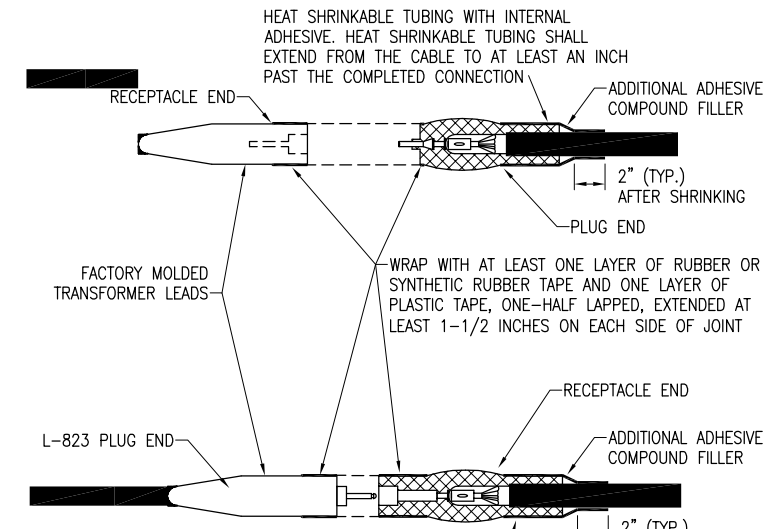 HEAT SHRINKABLE TUBING WITH INTERNAL
ADHESIVE. HEAT SHRINKABLE TUBING SHALL
EXTEND FROM THE CABLE TO AT LEAST AN INCH
PAST THE COMPLETED CONNECTION
RECEPTACLE END
ADDITIONAL ADHESIVE
COMPOUND FILLER
2" (TYP.)
AFTER SHRINKING
PLUG END
FACTORY MOLDED
TRANSFORMER LEADS
WRAP WITH AT LEAST ONE LAYER OF RUBBER OR
SYNTHETIC RUBBER TAPE AND ONE LAYER OF
PLASTIC TAPE, ONE-HALF LAPPED, EXTENDED AT
LEAST 1-1/2 INCHES ON EACH SIDE OF JOINT
RECEPTACLE END
L-823 PLUG END
ADDITIONAL ADHESIVE
COMPOUND FILLER
2" (TYP.)